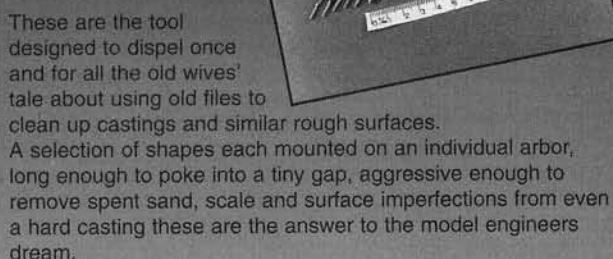 These are the tool
designed to dispel once
and for all the old wives'
tale about using old files to
clean up castings and similar rough surfaces.
A selection of shapes each mounted on an individual arbor,
long enough to poke into a tiny gap, aggressive enough to
remove spent sand, scale and surface imperfections from even
a hard casting these are the answer to the model engineers
dream.